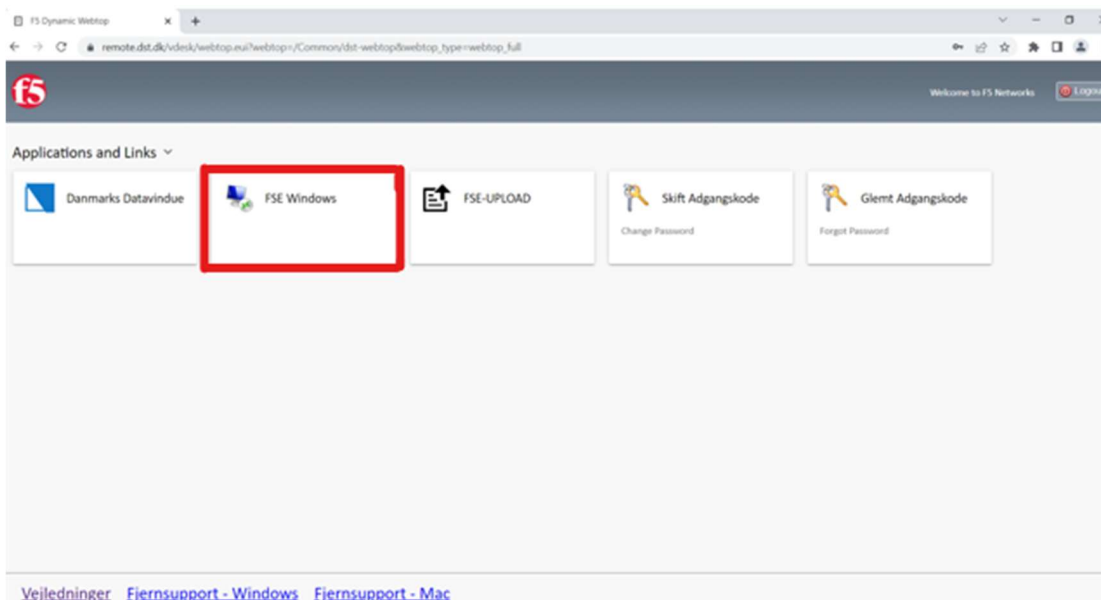 F5 Dynamic Webtop
remote.dst.dk/vdesk/webtop.eui?webtop=/Common/dst-webtop&webtop_type=webtop_full
f5
Welcome to F5 Networks
Logou
Applications and Links
Danmarks Datavindue
FSE Windows
FSE-UPLOAD
Skift Adgangskode
Change Password
Glemt Adgangskode
Forgot Password
Vejledninger Fjernsupport - Windows Fjernsupport - Mac